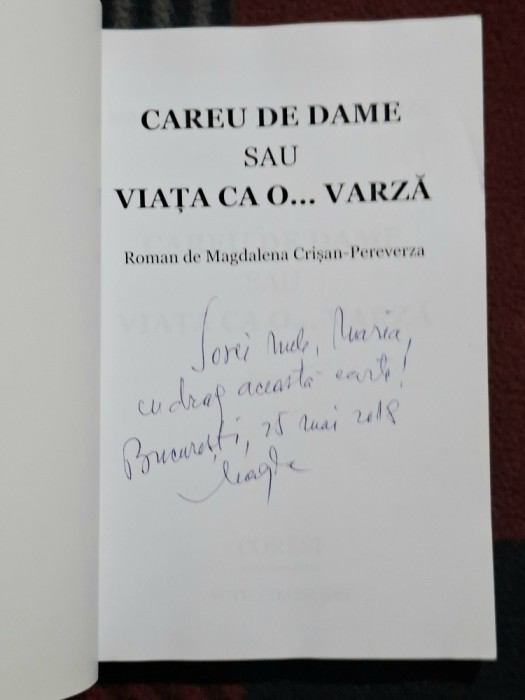 CAREU DE DAME
SAU
VIAȚA CA O... VARZĂ
Roman de Magdalena Crișan-Pereverza
Sorei mele, Maria,
cu drag această carte!
București, 25 mai 2018
Magda